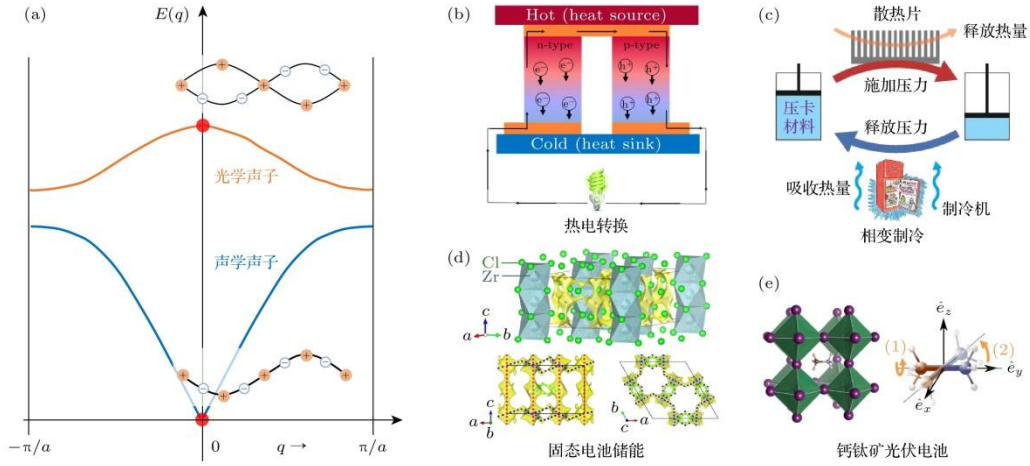 (a)
E(q)
光学声子
声学声子
−π/a
0
q →
π/a
(b)
Hot (heat source)
n-type
p-type
e⁻
e⁻
h⁺
h⁺
e⁻
e⁻
h⁺
h⁺
Cold (heat sink)
热电转换
(c)
散热片
释放热量
施加压力
压卡
材料
释放压力
吸收热量
制冷机
相变制冷
(d)
Cl
Zr
c
a
b
c
a
b
b
c
a
固态电池储能
(e)
(1)
(2)
ê_z
ê_y
ê_x
钙钛矿光伏电池